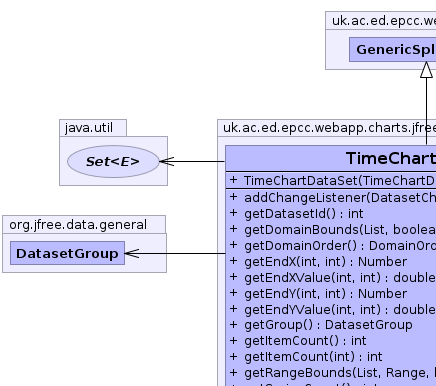 uk.ac.ed.epcc.we
GenericSpl
java.util
Set<E>
uk.ac.ed.epcc.webapp.charts.jfree
TimeChart
+ TimeChartDataSet(TimeChartD
+ addChangeListener(DatasetCh
+ getDatasetId() : int
+ getDomainBounds(List, boolea
+ getDomainOrder() : DomainOrd
+ getEndX(int, int) : Number
+ getEndXValue(int, int) : double
+ getEndY(int, int) : Number
+ getEndYValue(int, int) : double
+ getGroup() : DatasetGroup
+ getItemCount() : int
+ getItemCount(int) : int
+ getRangeBounds(List, Range, b
org.jfree.data.general
DatasetGroup